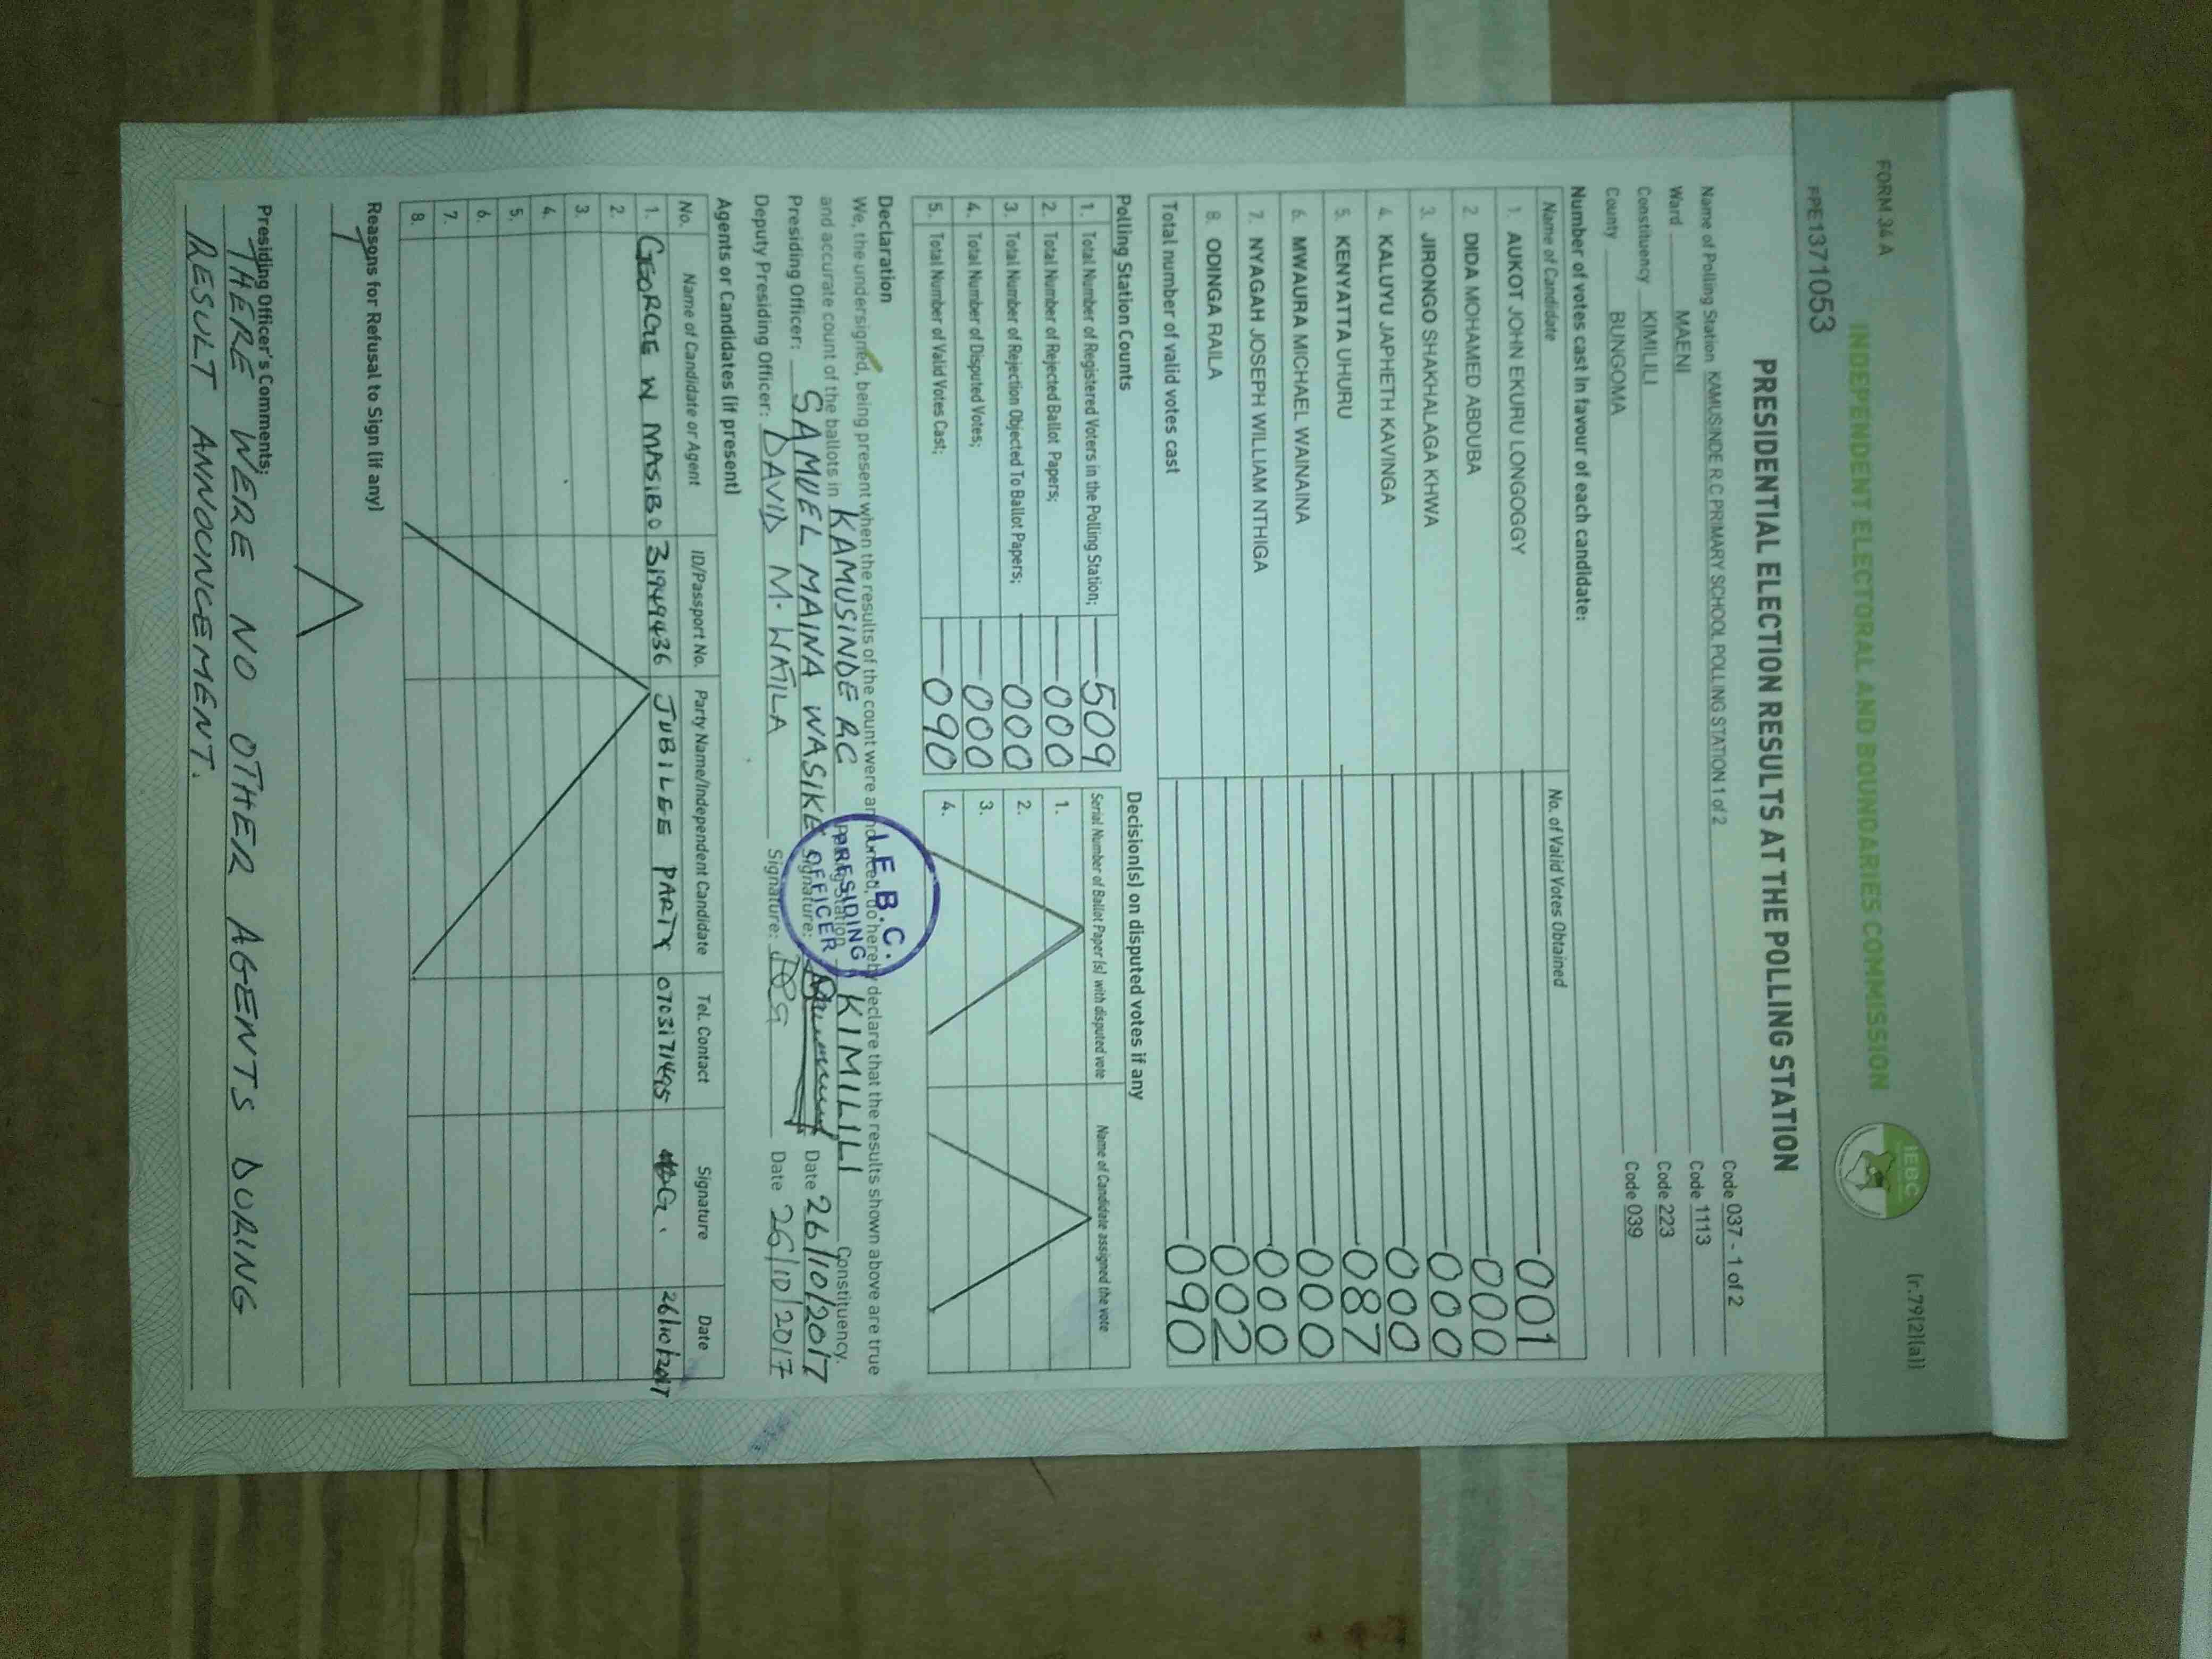 FORM 34 A
(r.79(2)(a))
INDEPENDENT ELECTORAL AND BOUNDARIES COMMISSION
IEBC
PPE1371053
PRESIDENTIAL ELECTION RESULTS AT THE POLLING STATION
Name of Polling Station KAMUSINDE R.C PRIMARY SCHOOL POLLING STATION 1 of 2 Code 037 - 1 of 2
Ward MAENI Code 1113
Constituency KIMILILI Code 223
County BUNGOMA Code 039
Number of votes cast in favour of each candidate:
Name of Candidate No. of Valid Votes Obtained
1. AUKOT JOHN EKURU LONGOGGY 001
2. DIDA MOHAMED ABDUBA 000
3. JIRONGO SHAKHALAGA KHWA 000
4. KALUYU JAPHETH KAVINGA 000
5. KENYATTA UHURU 087
6. MWAURA MICHAEL WAINAINA 000
7. NYAGAH JOSEPH WILLIAM NTHIGA 000
8. ODINGA RAILA 002
Total number of valid votes cast 090
Polling Station Counts
1. Total Number of Registered Voters in the Polling Station; 509
2. Total Number of Rejected Ballot Papers; 000
3. Total Number of Rejection Objected To Ballot Papers; 000
4. Total Number of Disputed Votes; 000
5. Total Number of Valid Votes Cast; 090
Decision(s) on disputed votes if any
Serial Number of Ballot Paper (s) with disputed vote Name of Candidate assigned the vote
1.
2.
3.
4.
Declaration
We, the undersigned, being present when the results of the count were announced, do hereby declare that the results shown above are true
and accurate count of the ballots in KAMUSINDE RC Polling Station KIMILILI Constituency.
Presiding Officer: SAMUEL MAINA WASIKE Signature: Date 26/10/2017
Deputy Presiding Officer: DAVID M. WATILA Signature: Date 26/10/2017
I.E.B.C.
PRESIDING
OFFICER
Agents or Candidates (if present)
No. Name of Candidate or Agent ID/Passport No. Party Name/Independent Candidate Tel. Contact Signature Date
1. GEORGE W MASIBO 31949436 JUBILEE PARTY 0703171495 26/10/2017
2.
3.
4.
5.
6.
7.
8.
Reasons for Refusal to Sign (if any)
Presiding Officer's Comments;
THERE WERE NO OTHER AGENTS DURING
RESULT ANNOUNCEMENT.